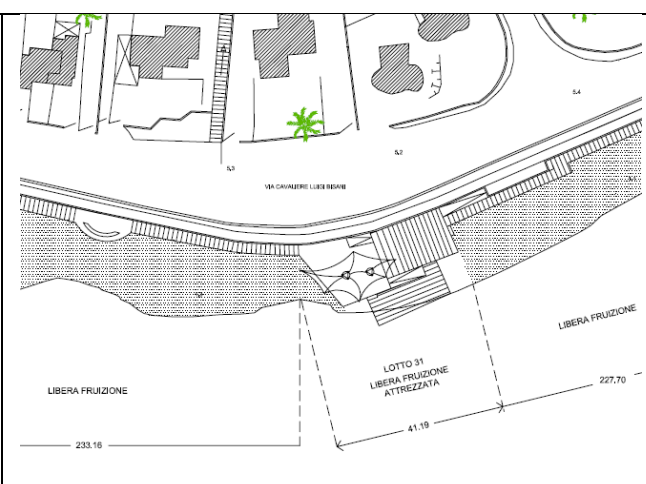 5.4
5,3
5,2
VIA CAVALIERE LUIGI BISANI
LIBERA FRUIZIONE
LOTTO 31
LIBERA FRUIZIONE
ATTREZZATA
LIBERA FRUIZIONE
227,70
41.19
233.16